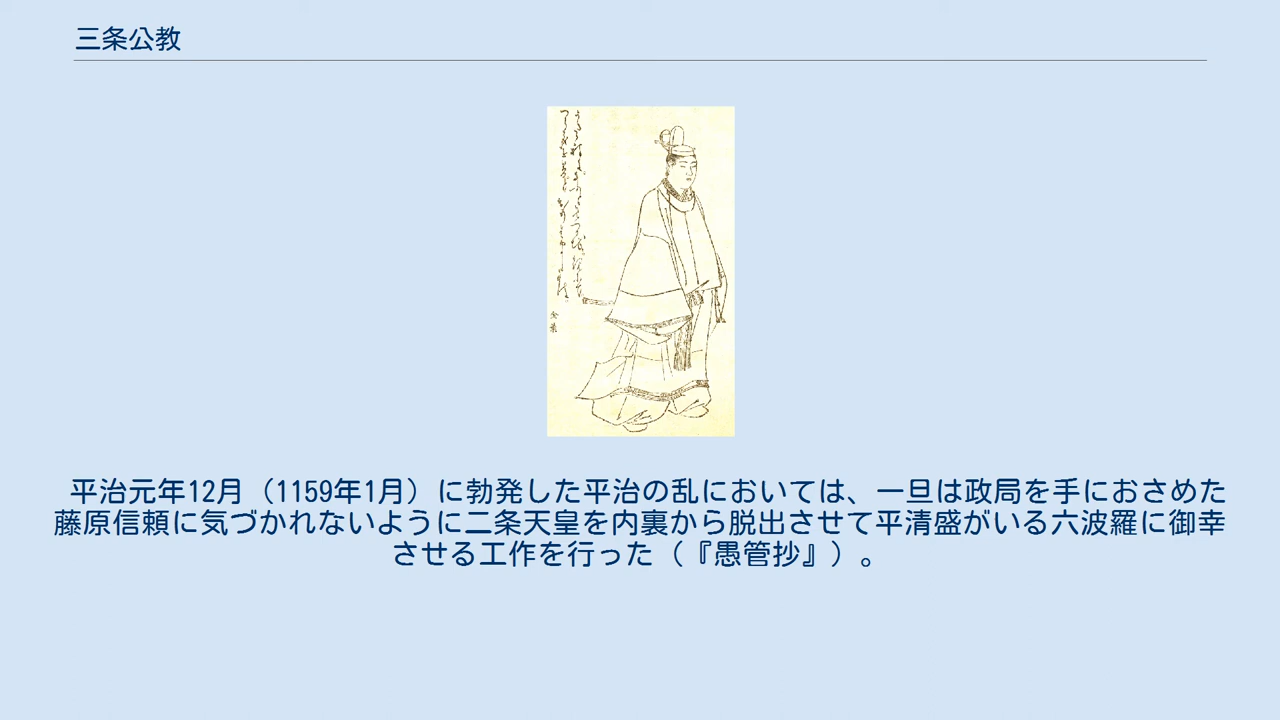 三条公教
平治元年12月（1159年1月）に勃発した平治の乱においては、一旦は政局を手におさめた
藤原信頼に気づかれないように二条天皇を内裏から脱出させて平清盛がいる六波羅に御幸
させる工作を行った（『愚管抄』）。